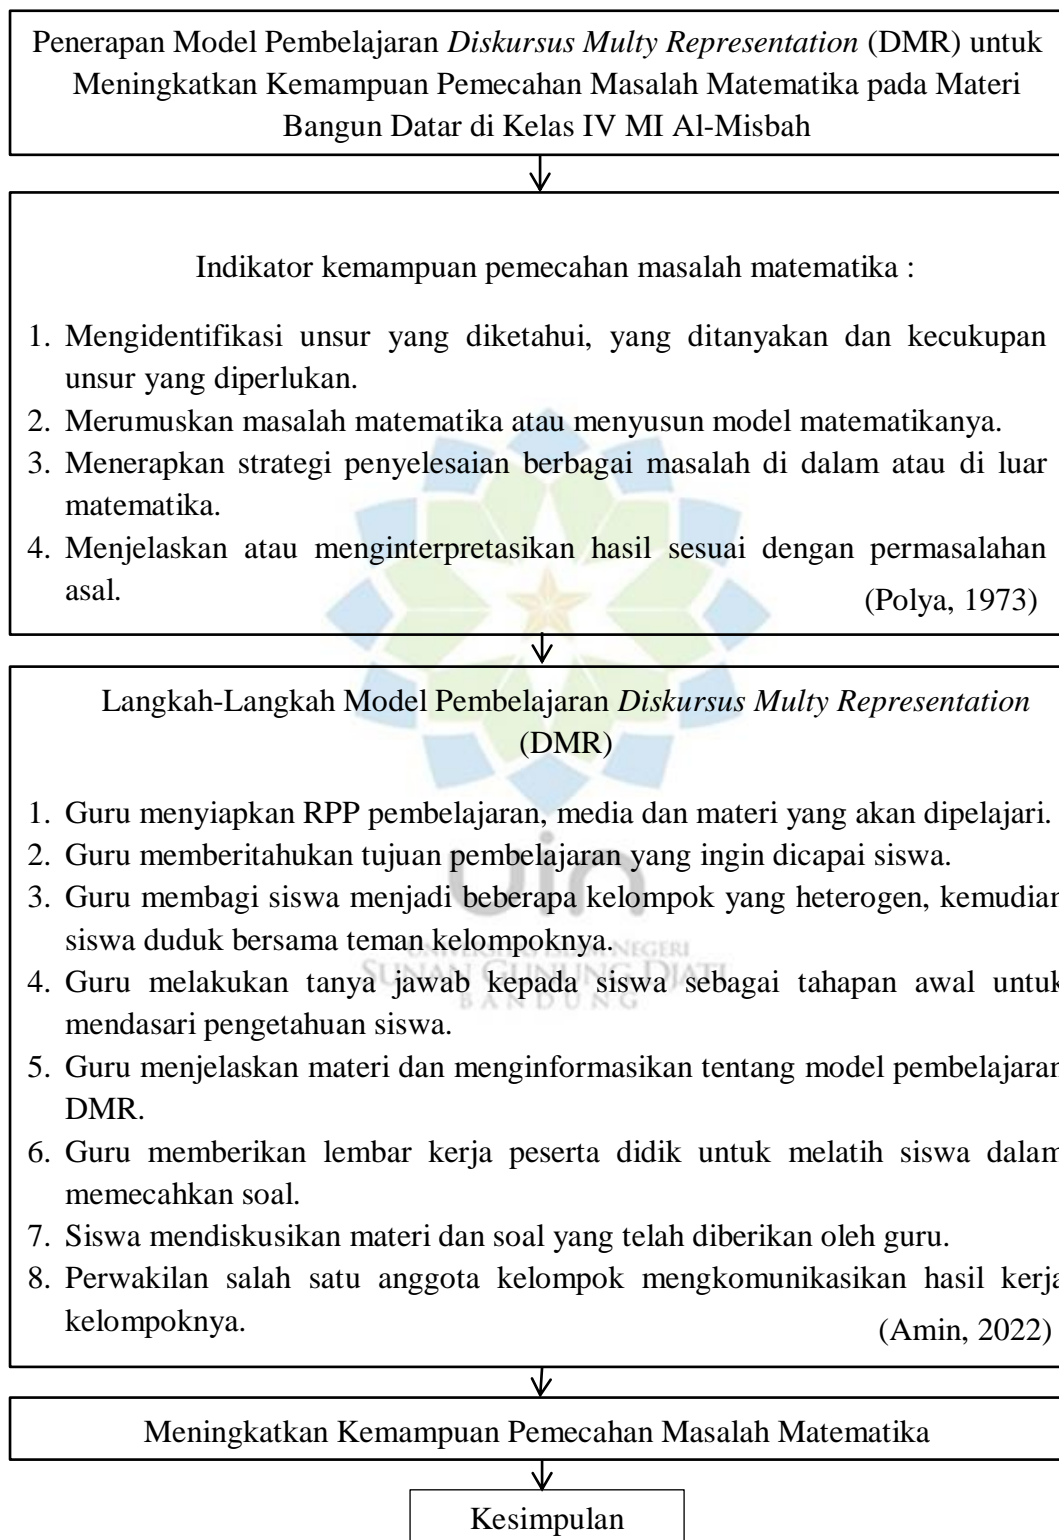 Penerapan Model Pembelajaran Diskursus Multy Representation (DMR) untuk
Meningkatkan Kemampuan Pemecahan Masalah Matematika pada Materi
Bangun Datar di Kelas IV MI Al-Misbah
Indikator kemampuan pemecahan masalah matematika :
1. Mengidentifikasi unsur yang diketahui, yang ditanyakan dan kecukupan
unsur yang diperlukan.
2. Merumuskan masalah matematika atau menyusun model matematikanya.
3. Menerapkan strategi penyelesaian berbagai masalah di dalam atau di luar
matematika.
4. Menjelaskan atau menginterpretasikan hasil sesuai dengan permasalahan
asal.
(Polya, 1973)
Langkah-Langkah Model Pembelajaran Diskursus Multy Representation
(DMR)
1. Guru menyiapkan RPP pembelajaran, media dan materi yang akan dipelajari.
2. Guru memberitahukan tujuan pembelajaran yang ingin dicapai siswa.
uin
3. Guru membagi siswa menjadi beberapa kelompok yang heterogen, kemudian
siswa duduk bersama teman kelompoknya.
UNIVERSITAS ISLAM NEGERI
SUNAN GUNUNG DJATI
BANDUNG
4. Guru melakukan tanya jawab kepada siswa sebagai tahapan awal untuk
mendasari pengetahuan siswa.
5. Guru menjelaskan materi dan menginformasikan tentang model pembelajaran
DMR.
6. Guru memberikan lembar kerja peserta didik untuk melatih siswa dalam
memecahkan soal.
7. Siswa mendiskusikan materi dan soal yang telah diberikan oleh guru.
8. Perwakilan salah satu anggota kelompok mengkomunikasikan hasil kerja
kelompoknya.
(Amin, 2022)
Meningkatkan Kemampuan Pemecahan Masalah Matematika
Kesimpulan